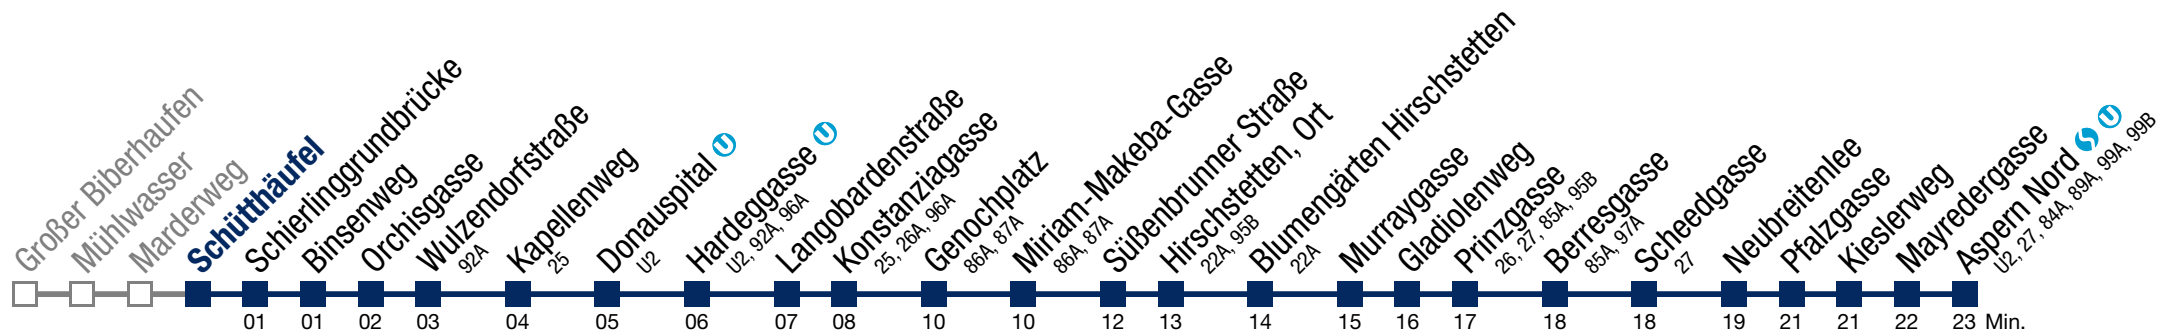 Großer Biberhaufen
Mühlwasser
Marderweg
Schütthäufel
Schierlinggrundbrücke
01
Binsenweg
01
Orchisgasse
02
Wulzendorfstraße
92A
03
Kapellenweg
25
04
Donauspital U
U2
05
Hardeggasse U
U2, 92A, 96A
06
Langobardenstraße
07
Konstanziagasse
25, 26A, 96A
08
Genochplatz
86A, 87A
10
Miriam-Makeba-Gasse
86A, 87A
10
Süßenbrunner Straße
12
Hirschstetten, Ort
22A, 95B
13
Blumengärten Hirschstetten
22A
14
Murraygasse
15
Gladiolenweg
16
Prinzgasse
26, 27, 85A, 95B
17
Berresgasse
85A, 97A
18
Scheedgasse
27
18
Neubreitenlee
19
Pfalzgasse
21
Kieslerweg
21
Mayredergasse
22
Aspern Nord S U
U2, 27, 84A, 89A, 99A, 99B
23 Min.